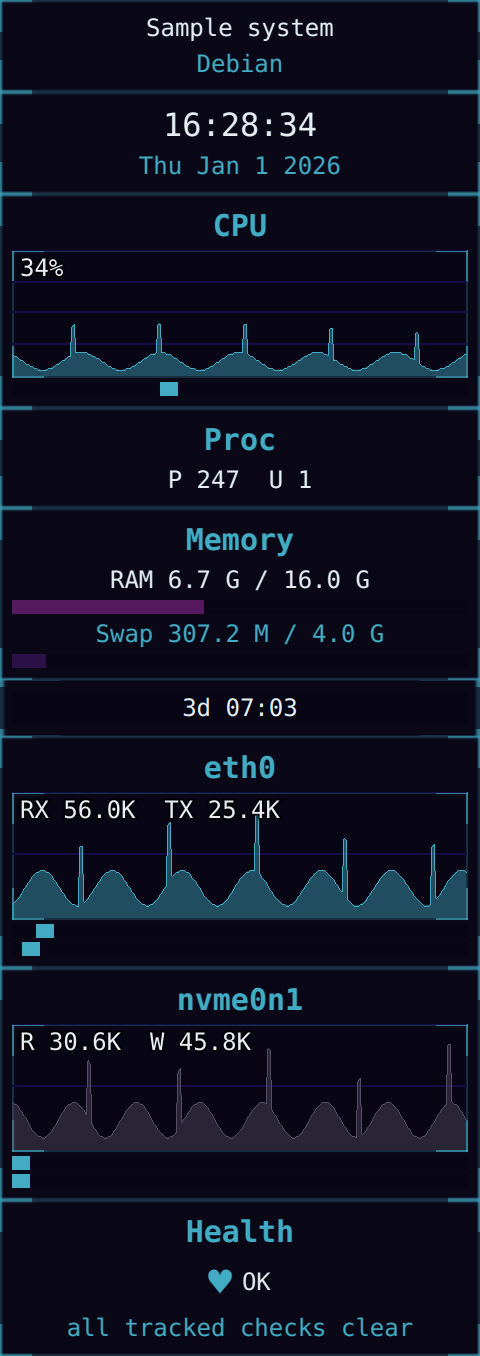 Sample system
Debian
16:28:34
Thu Jan 1 2026
CPU
34%
Proc
P 247  U 1
Memory
RAM 6.7 G / 16.0 G
Swap 307.2 M / 4.0 G
3d 07:03
eth0
RX 56.0K  TX 25.4K
nvme0n1
R 30.6K  W 45.8K
Health
♥ OK
all tracked checks clear